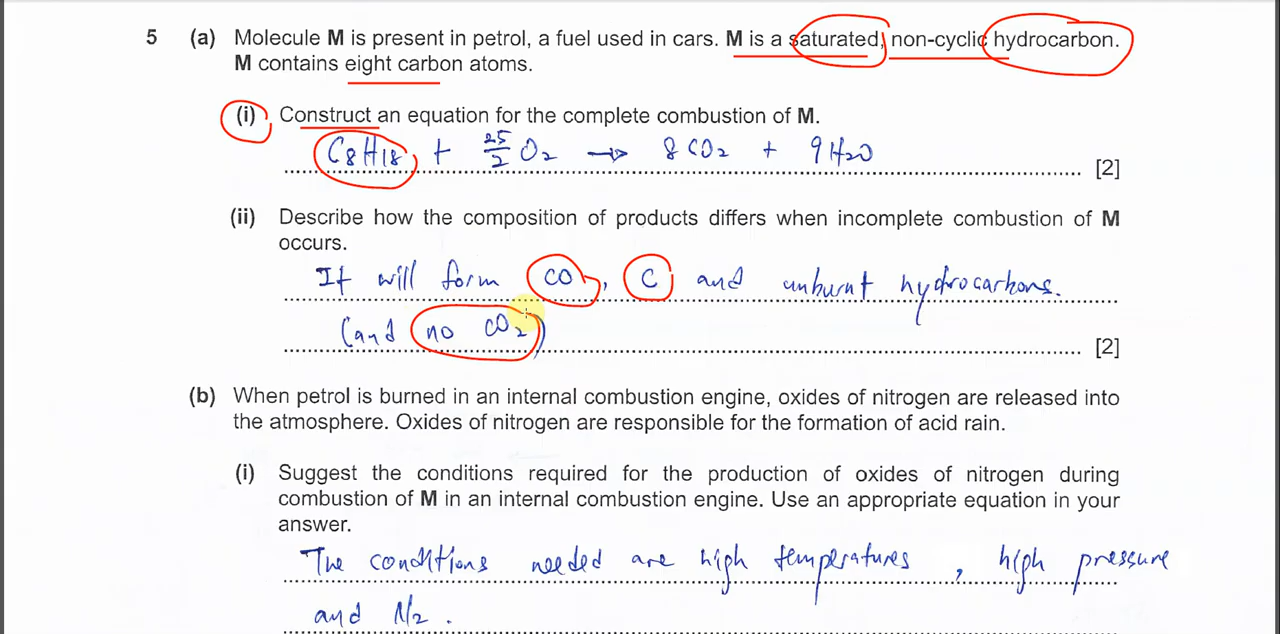 5 (a) Molecule M is present in petrol, a fuel used in cars. M is a saturated, non-cyclic hydrocarbon.
M contains eight carbon atoms.
(i) Construct an equation for the complete combustion of M.
C8H18 + 25/2 O2 → 8CO2 + 9H2O
[2]
(ii) Describe how the composition of products differs when incomplete combustion of M
occurs.
It will form CO, C and unburnt hydrocarbons.
(and no CO2)
[2]
(b) When petrol is burned in an internal combustion engine, oxides of nitrogen are released into
the atmosphere. Oxides of nitrogen are responsible for the formation of acid rain.
(i) Suggest the conditions required for the production of oxides of nitrogen during
combustion of M in an internal combustion engine. Use an appropriate equation in your
answer.
The conditions needed are high temperatures, high pressure
and N2.